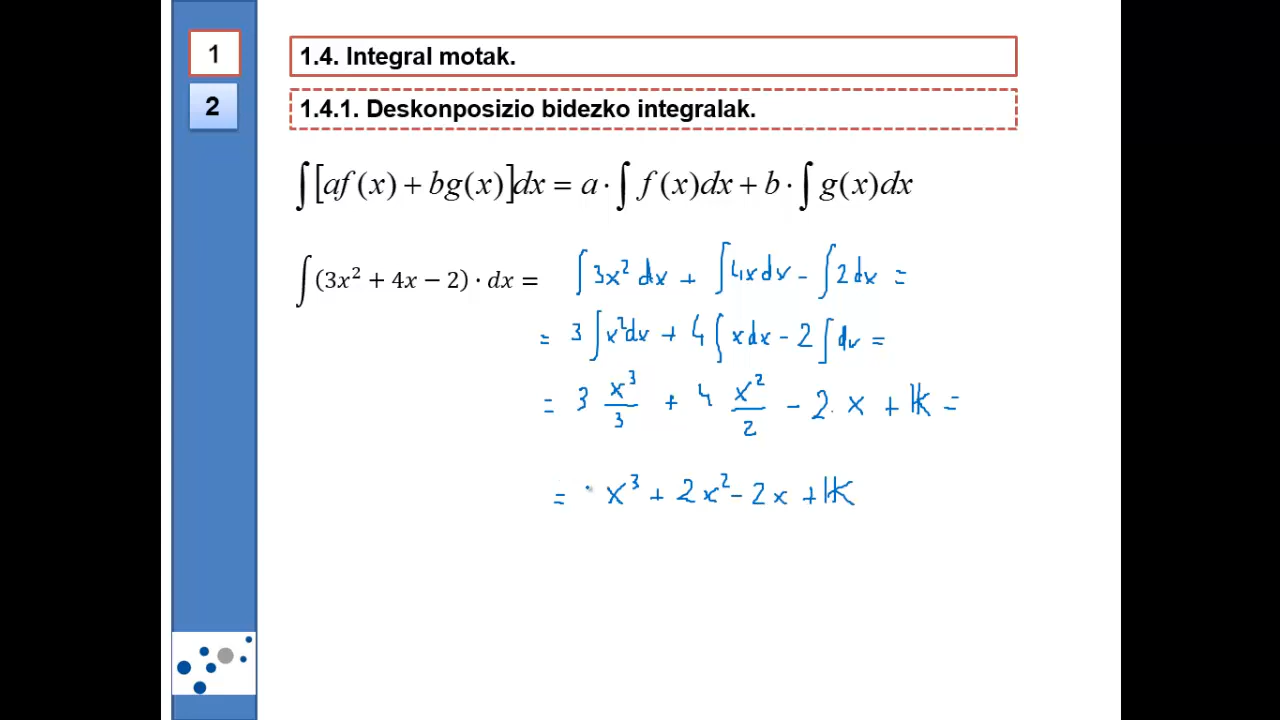 1
2
1.4. Integral motak.
1.4.1. Deskonposizio bidezko integralak.
∫[af(x) + bg(x)]dx = a · ∫ f(x)dx + b · ∫ g(x)dx
∫(3x² + 4x − 2) · dx = ∫3x² dx + ∫4x dx − ∫2 dx =
= 3 ∫x² dx + 4 ∫x dx − 2 ∫dx =
= 3 x³/3 + 4 x²/2 − 2 · x + K =
= x³ + 2x² − 2x + K